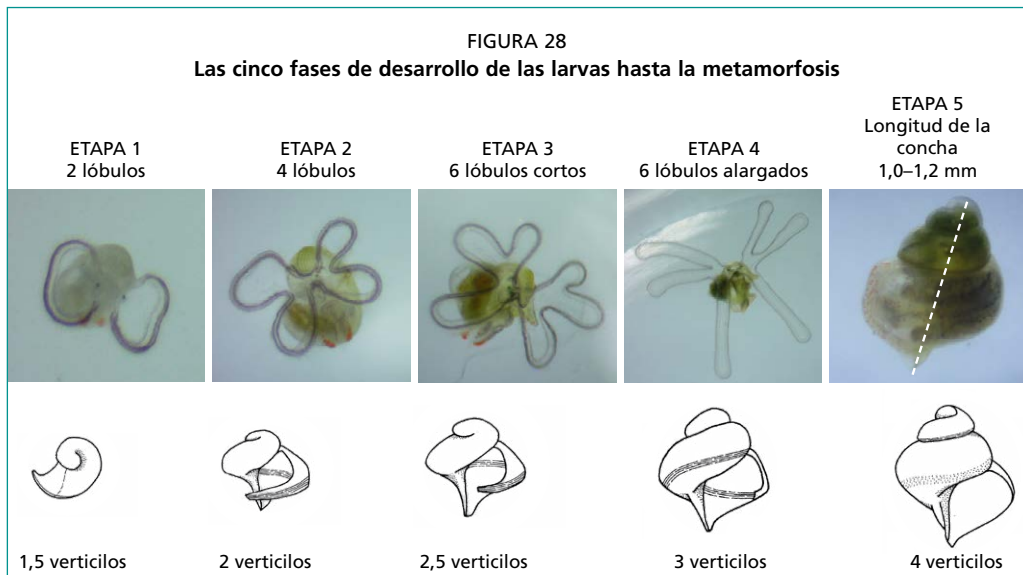 FIGURA 28
Las cinco fases de desarrollo de las larvas hasta la metamorfosis
ETAPA 1
2 lóbulos
ETAPA 2
4 lóbulos
ETAPA 3
6 lóbulos cortos
ETAPA 4
6 lóbulos alargados
ETAPA 5
Longitud de la
concha
1,0–1,2 mm
1,5 verticilos
2 verticilos
2,5 verticilos
3 verticilos
4 verticilos